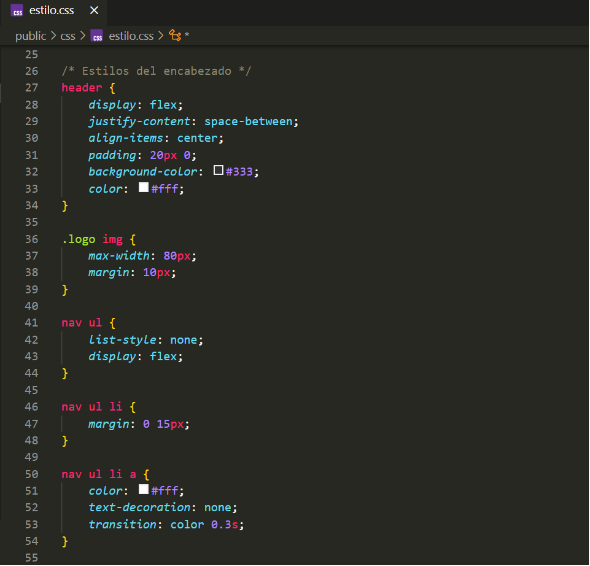 estilo.css ×
public > css > estilo.css > *
25
26 /* Estilos del encabezado */
27 header {
28     display: flex;
29     justify-content: space-between;
30     align-items: center;
31     padding: 20px 0;
32     background-color: #333;
33     color: #fff;
34 }
35
36 .logo img {
37     max-width: 80px;
38     margin: 10px;
39 }
40
41 nav ul {
42     list-style: none;
43     display: flex;
44 }
45
46 nav ul li {
47     margin: 0 15px;
48 }
49
50 nav ul li a {
51     color: #fff;
52     text-decoration: none;
53     transition: color 0.3s;
54 }
55